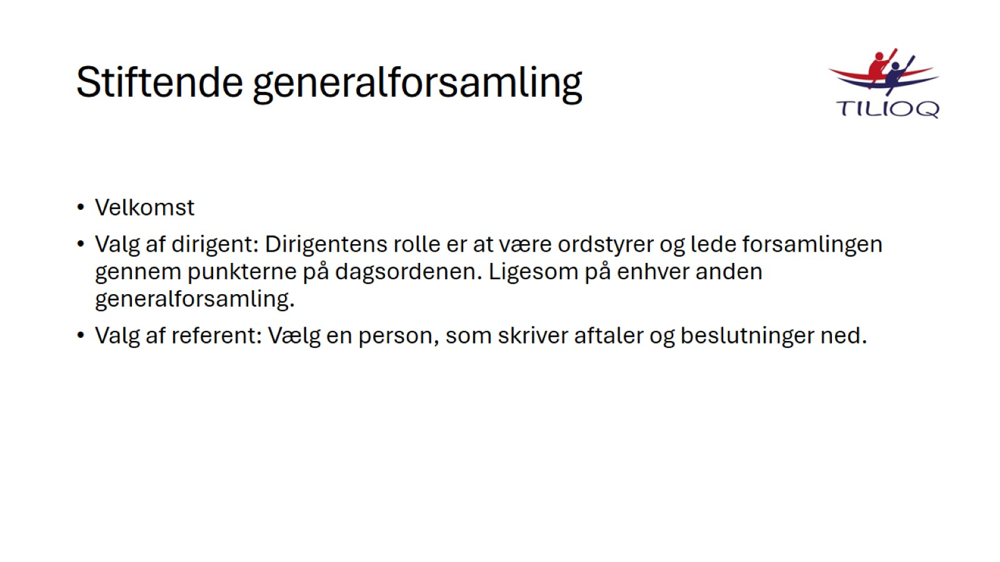 Stiftende generalforsamling
TILIOQ
• Velkomst
• Valg af dirigent: Dirigentens rolle er at være ordstyrer og lede forsamlingen
gennem punkterne på dagsordenen. Ligesom på enhver anden
generalforsamling.
• Valg af referent: Vælg en person, som skriver aftaler og beslutninger ned.